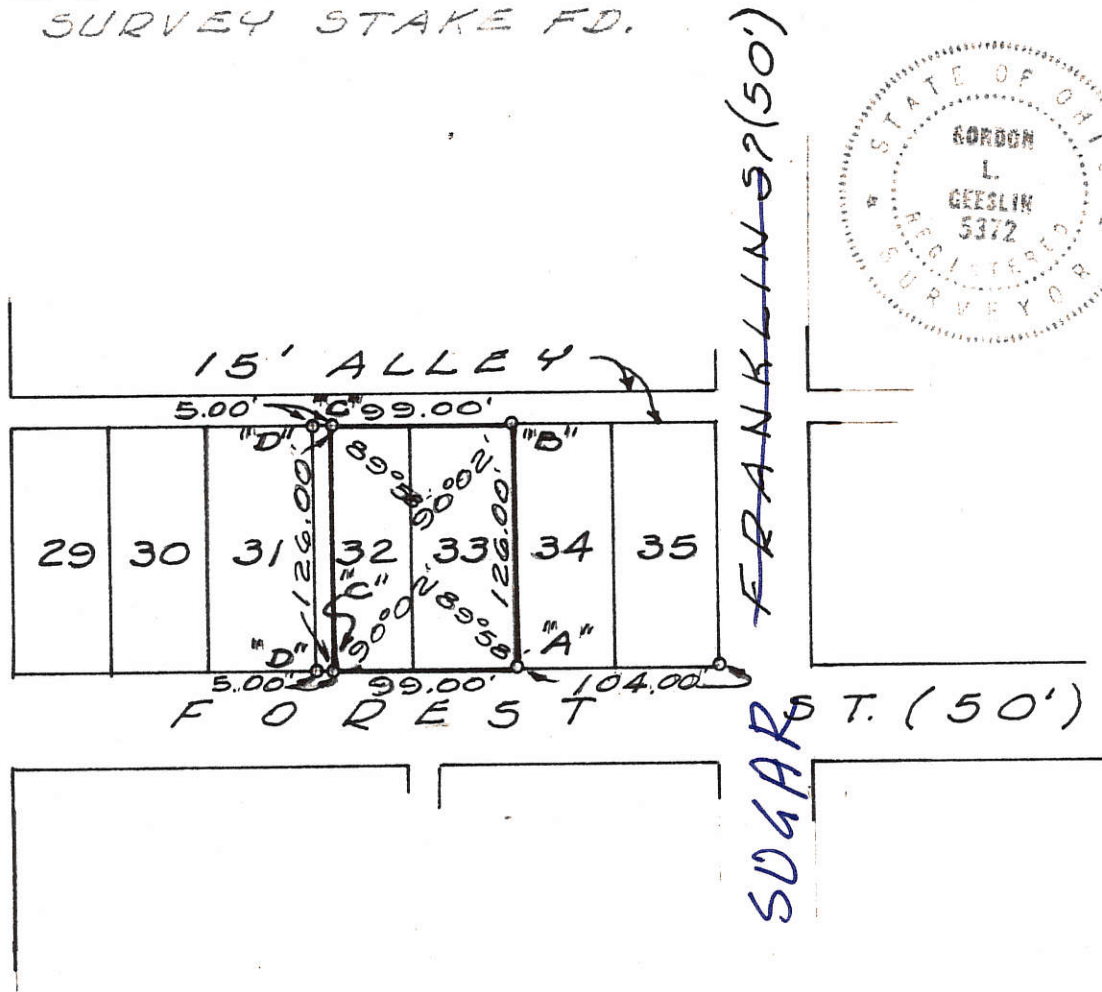 SURVEY STAKE FD.
FRANKLIN ST (50')
STATE OF OHIO
GORDON
L.
GEESLIN
5372
REGISTERED
SURVEYOR
15' ALLEY
5.00' "C" 99.00'
"D" "B"
89°58' 90°02'
126.00' 126.00'
29 30 31 32 33 34 35
"C"
90°02' 89°58'
"D" "A"
5.00' 99.00' 104.00'
FOREST ST. (50')
SUGAR